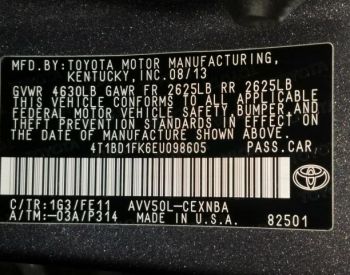 MFD.BY:TOYOTA MOTOR MANUFACTURING,
KENTUCKY,INC.08/13
GVWR 4630LB GAWR FR 2625LB RR 2625LB
THIS VEHICLE CONFORMS TO ALL APPLICABLE
FEDERAL MOTOR VEHICLE SAFETY, BUMPER, AND
THEFT PREVENTION STANDARDS IN EFFECT ON
THE DATE OF MANUFACTURE SHOWN ABOVE.
4T1BD1FK6EU098605 PASS.CAR
C/TR:1G3/FE11 AVV50L-CEXNBA
A/TM:-03A/P314 MADE IN U.S.A. 82501